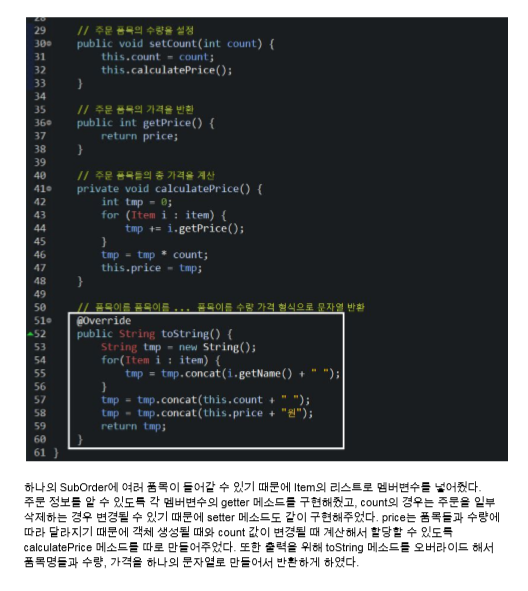 28
29 // 주문 품목의 수량을 설정
30 public void setCount(int count) {
31 this.count = count;
32 this.calculatePrice();
33 }
34
35 // 주문 품목의 가격을 반환
36 public int getPrice() {
37 return price;
38 }
39
40 // 주문 품목들의 총 가격을 계산
41 private void calculatePrice() {
42 int tmp = 0;
43 for (Item i : item) {
44 tmp += i.getPrice();
45 }
46 tmp = tmp * count;
47 this.price = tmp;
48 }
49
50 // 품목이름 품목이름 ... 품목이름 수량 가격 형식으로 문자열 반환
51 @Override
52 public String toString() {
53 String tmp = new String();
54 for(Item i : item) {
55 tmp = tmp.concat(i.getName() + " ");
56 }
57 tmp = tmp.concat(this.count + " ");
58 tmp = tmp.concat(this.price + "원");
59 return tmp;
60 }
61 }
하나의 SubOrder에 여러 품목이 들어갈 수 있기 때문에 Item의 리스트로 멤버변수를 넣어줬다.
주문 정보를 알 수 있도록 각 멤버변수의 getter 메소드를 구현해줬고, count의 경우는 주문을 일부
삭제하는 경우 변경될 수 있기 때문에 setter 메소드도 같이 구현해주었다. price는 품목들과 수량에
따라 달라지기 때문에 객체 생성될 때와 count 값이 변경될 때 계산해서 할당할 수 있도록
calculatePrice 메소드를 따로 만들어주었다. 또한 출력을 위해 toString 메소드를 오버라이드 해서
품목명들과 수량, 가격을 하나의 문자열로 만들어서 반환하게 하였다.